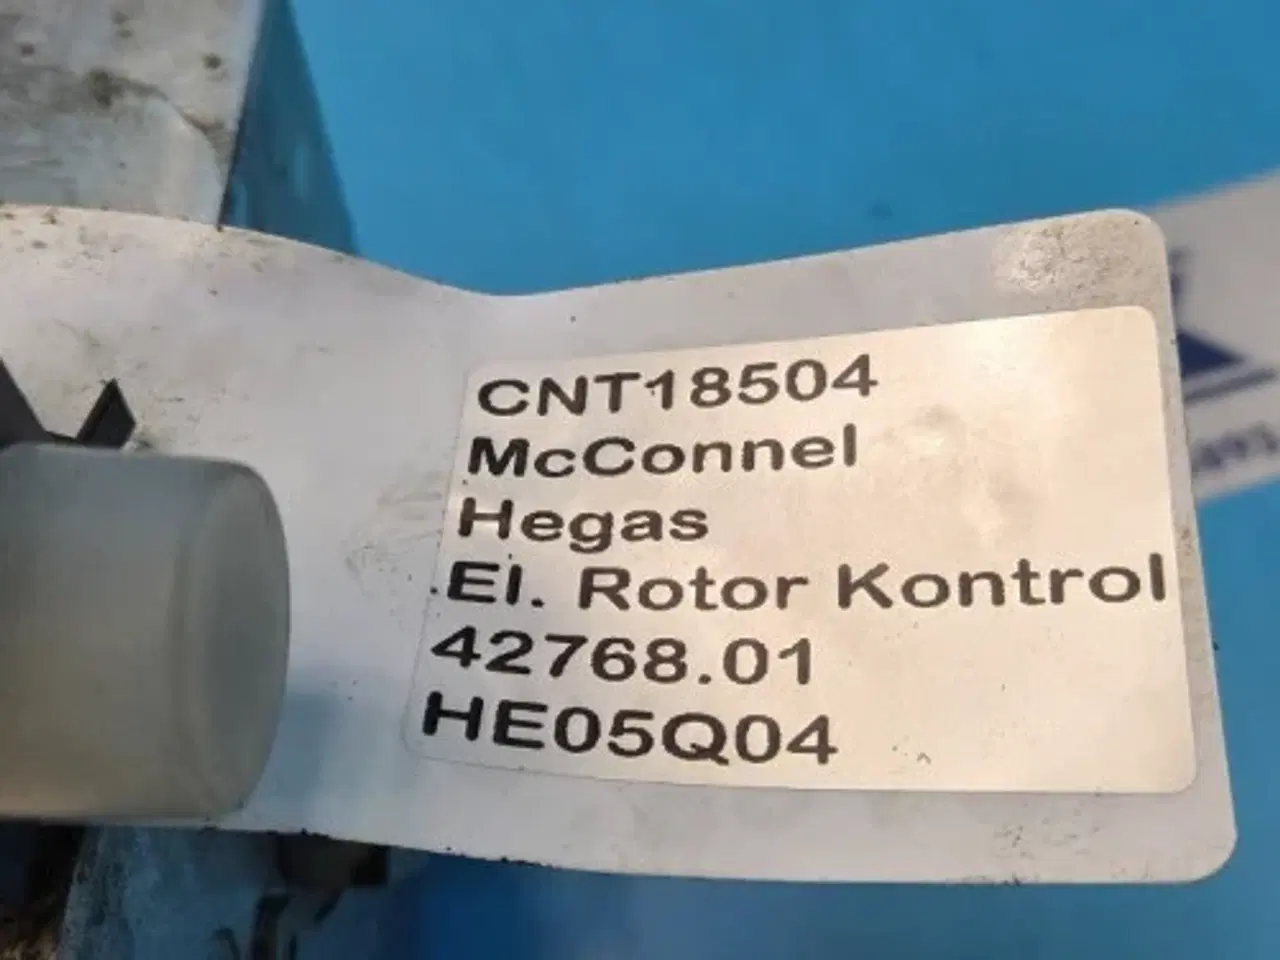 CNT18504
McConnel
Hegas
El. Rotor Kontrol
42768.01
HE05Q04